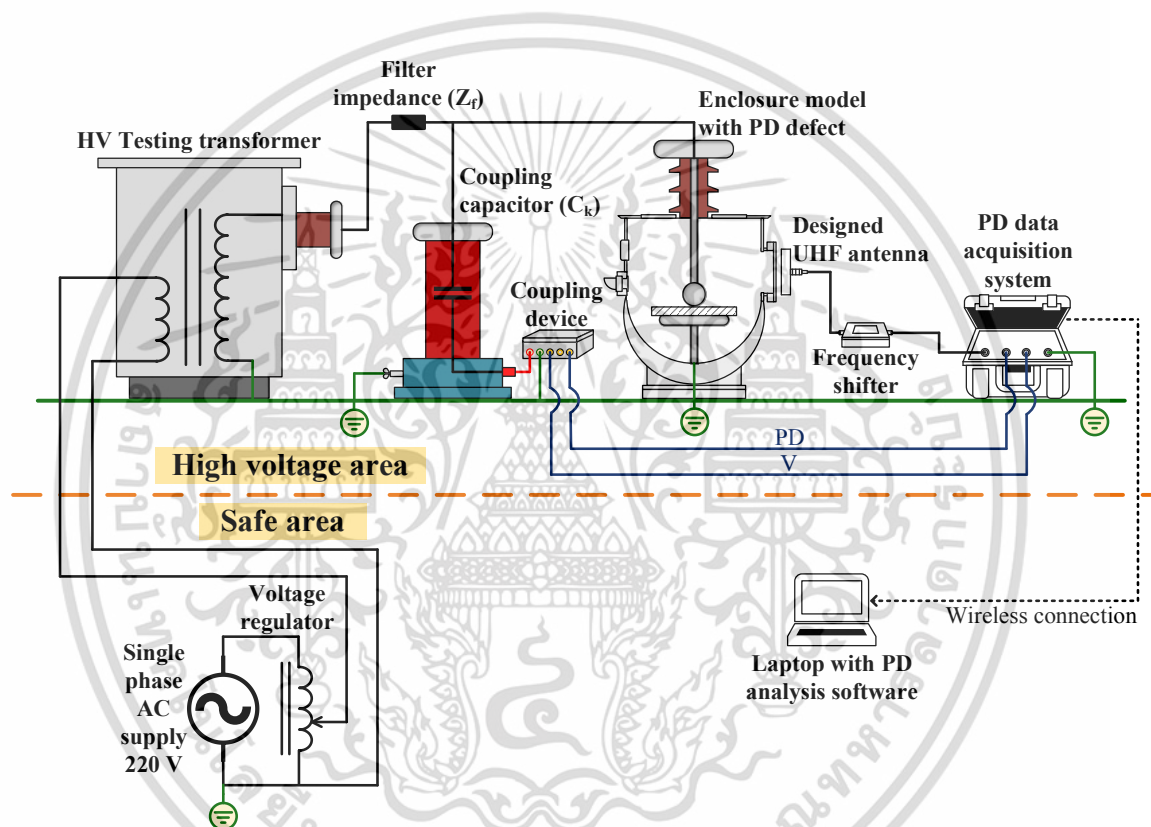 Filter
impedance (Zf)
HV Testing transformer
Enclosure model
with PD defect
Coupling
capacitor (Ck)
Designed
UHF antenna
PD data
acquisition
system
Coupling
device
Frequency
shifter
PD
V
High voltage area
Safe area
Voltage
regulator
Single
phase
AC
supply
220 V
Wireless connection
Laptop with PD
analysis software